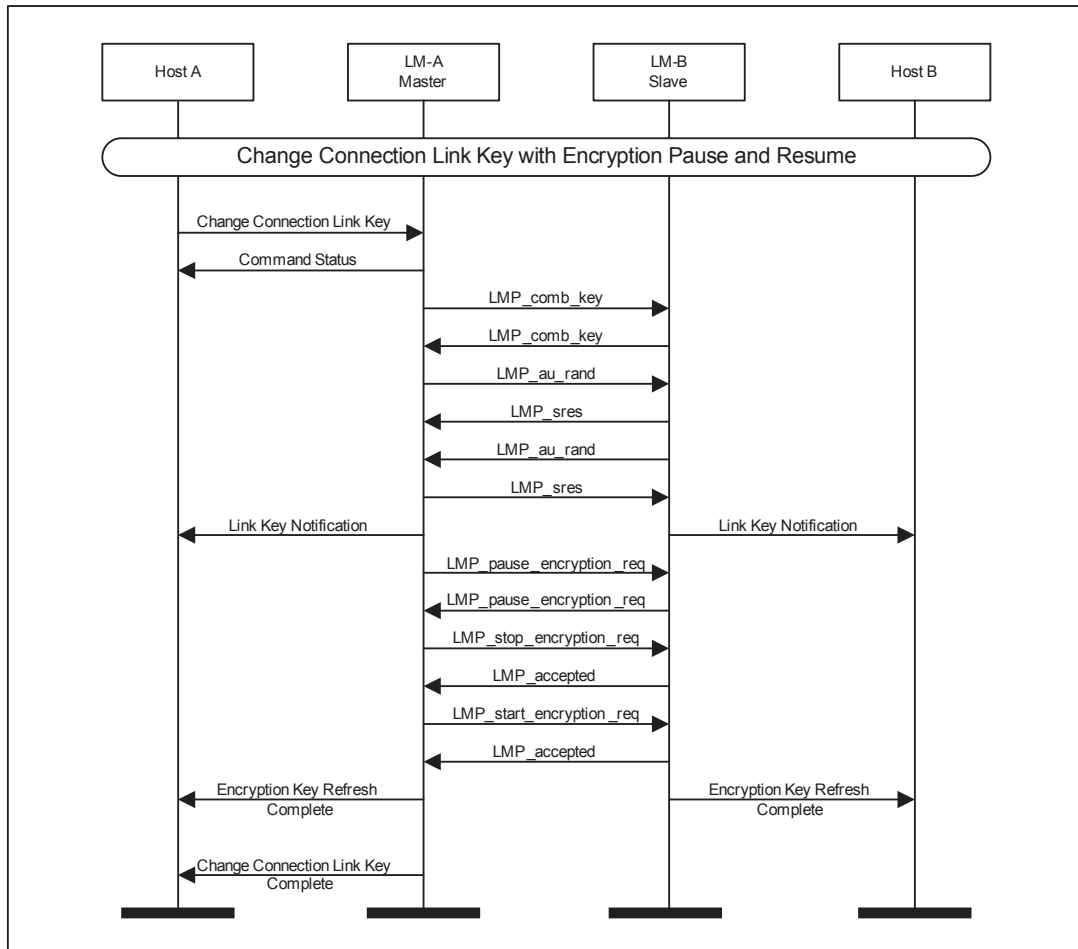 Host A
LM-A
Master
LM-B
Slave
Host B
Change Connection Link Key with Encryption Pause and Resume
Change Connection Link Key
Command Status
LMP_comb_key
LMP_comb_key
LMP_au_rand
LMP_sres
LMP_au_rand
LMP_sres
Link Key Notification
Link Key Notification
LMP_pause_encryption_req
LMP_pause_encryption_req
LMP_stop_encryption_req
LMP_accepted
LMP_start_encryption_req
LMP_accepted
Encryption Key Refresh
Complete
Encryption Key Refresh
Complete
Change Connection Link Key
Complete